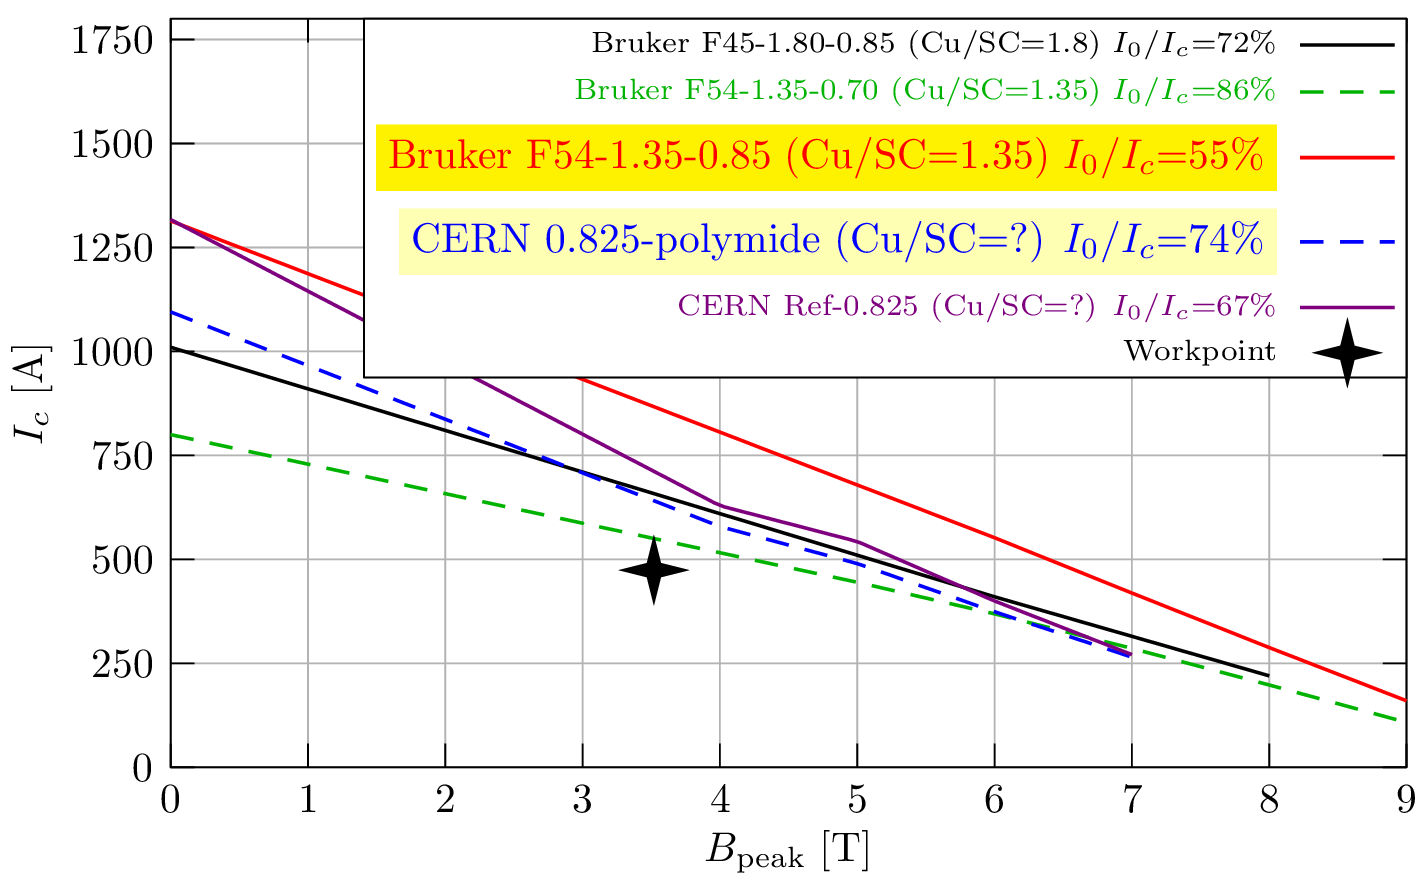 1750
1500
1250
1000
750
500
250
0
I_c [A]
Bruker F45-1.80-0.85 (Cu/SC=1.8) I_0/I_c=72%
Bruker F54-1.35-0.70 (Cu/SC=1.35) I_0/I_c=86%
Bruker F54-1.35-0.85 (Cu/SC=1.35) I_0/I_c=55%
CERN 0.825-polymide (Cu/SC=?) I_0/I_c=74%
CERN Ref-0.825 (Cu/SC=?) I_0/I_c=67%
Workpoint
0 1 2 3 4 5 6 7 8 9
B_peak [T]